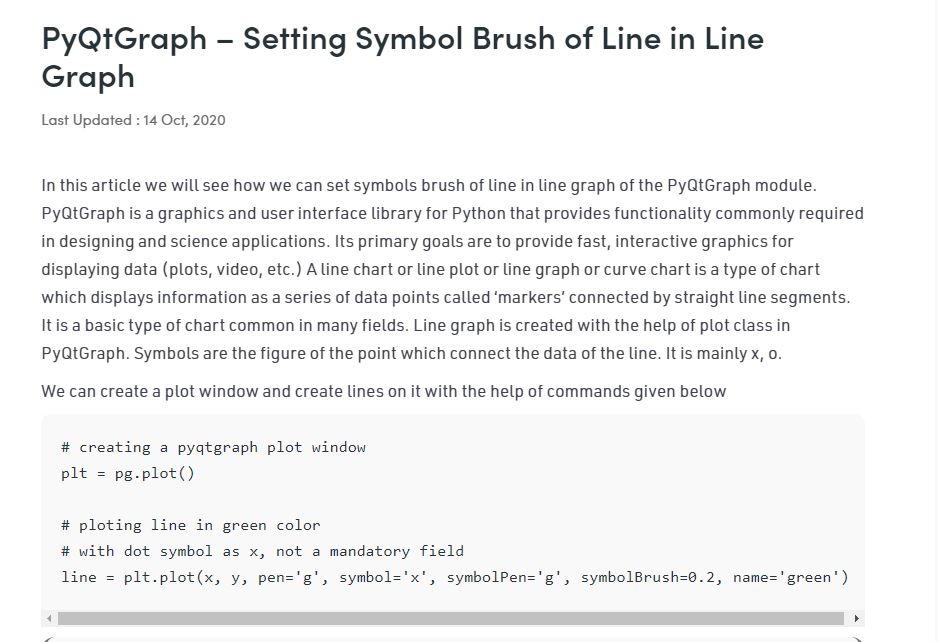 PyQtGraph – Setting Symbol Brush of Line in Line
Graph
Last Updated : 14 Oct, 2020
In this article we will see how we can set symbols brush of line in line graph of the PyQtGraph module.
PyQtGraph is a graphics and user interface library for Python that provides functionality commonly required
in designing and science applications. Its primary goals are to provide fast, interactive graphics for
displaying data (plots, video, etc.) A line chart or line plot or line graph or curve chart is a type of chart
which displays information as a series of data points called ‘markers’ connected by straight line segments.
It is a basic type of chart common in many fields. Line graph is created with the help of plot class in
PyQtGraph. Symbols are the figure of the point which connect the data of the line. It is mainly x, o.
We can create a plot window and create lines on it with the help of commands given below
# creating a pyqtgraph plot window
plt = pg.plot()
# ploting line in green color
# with dot symbol as x, not a mandatory field
line = plt.plot(x, y, pen='g', symbol='x', symbolPen='g', symbolBrush=0.2, name='green')